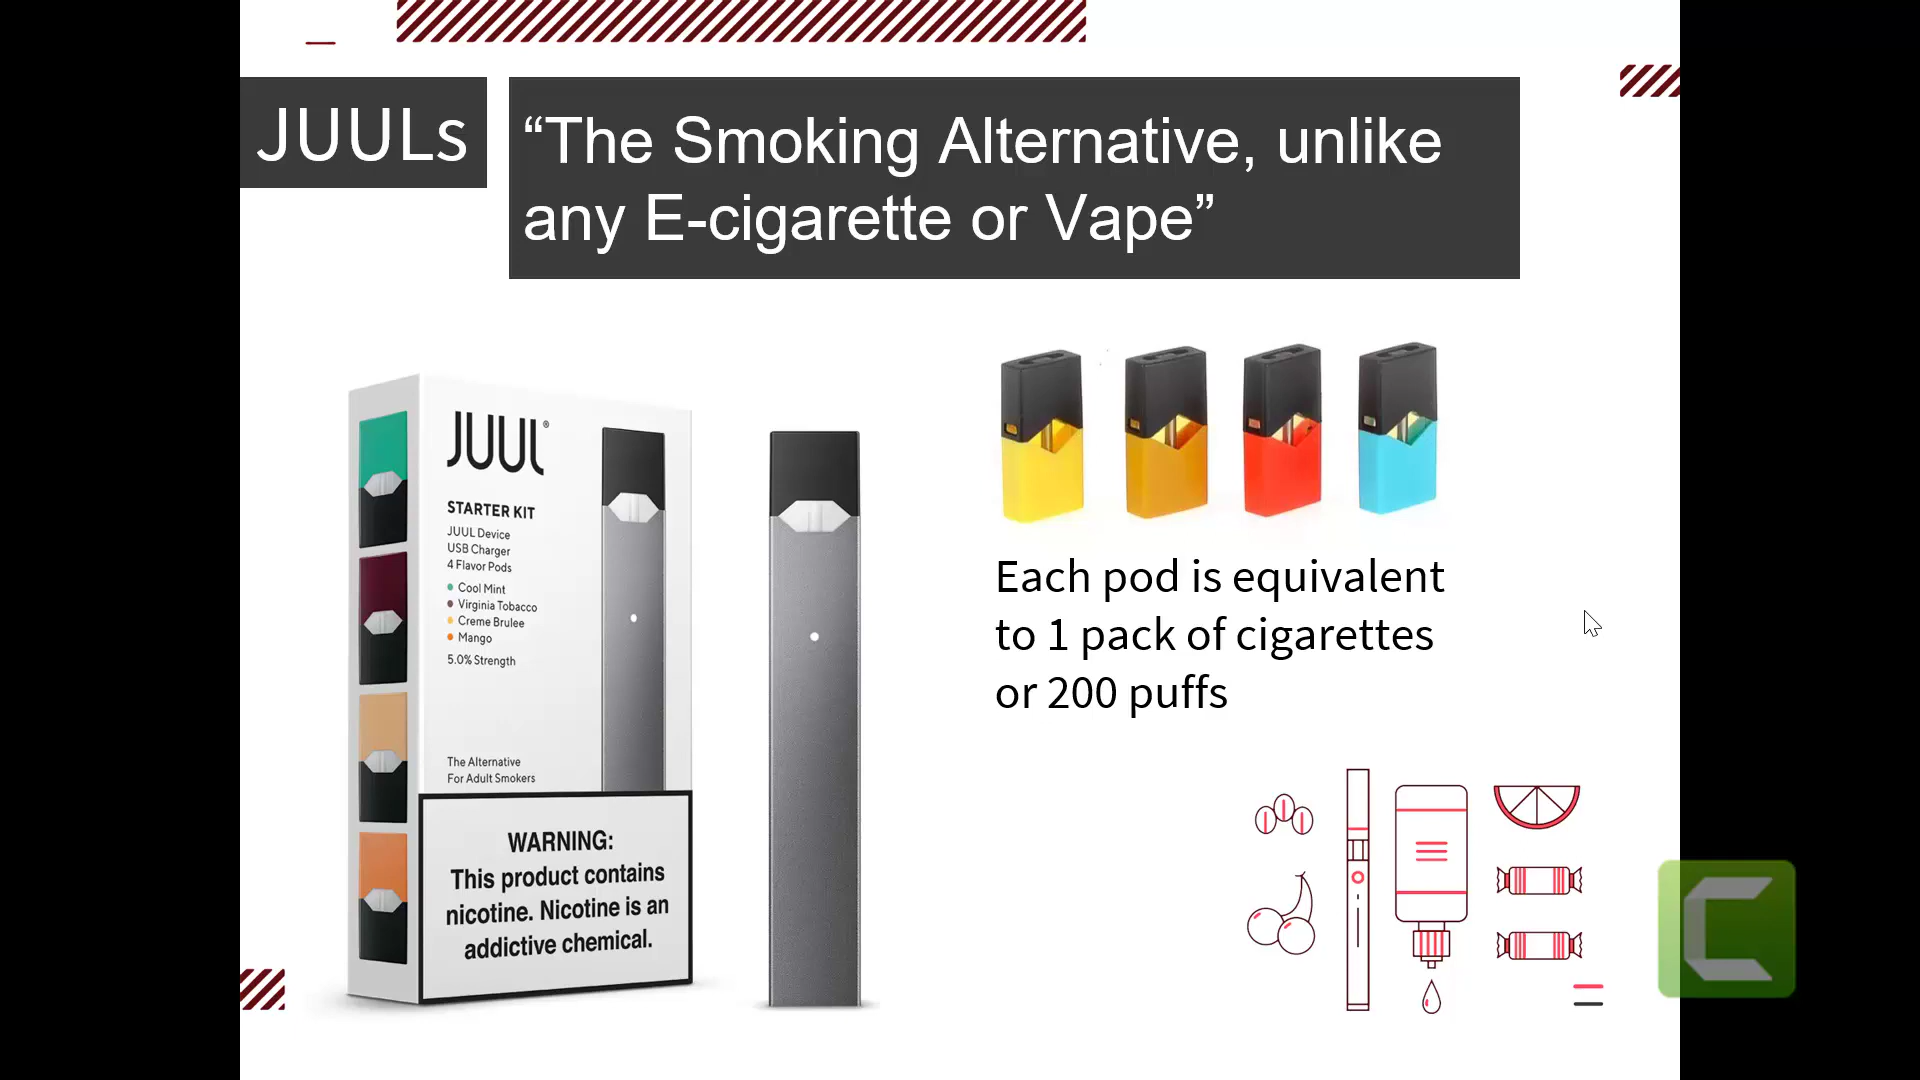 JUULs
“The Smoking Alternative, unlike
any E-cigarette or Vape”
JUUL®
STARTER KIT
JUUL Device
USB Charger
4 Flavor Pods
Cool Mint
Virginia Tobacco
Creme Brulee
Mango
5.0% Strength
The Alternative
For Adult Smokers
WARNING:
This product contains
nicotine. Nicotine is an
addictive chemical.
Each pod is equivalent
to 1 pack of cigarettes
or 200 puffs